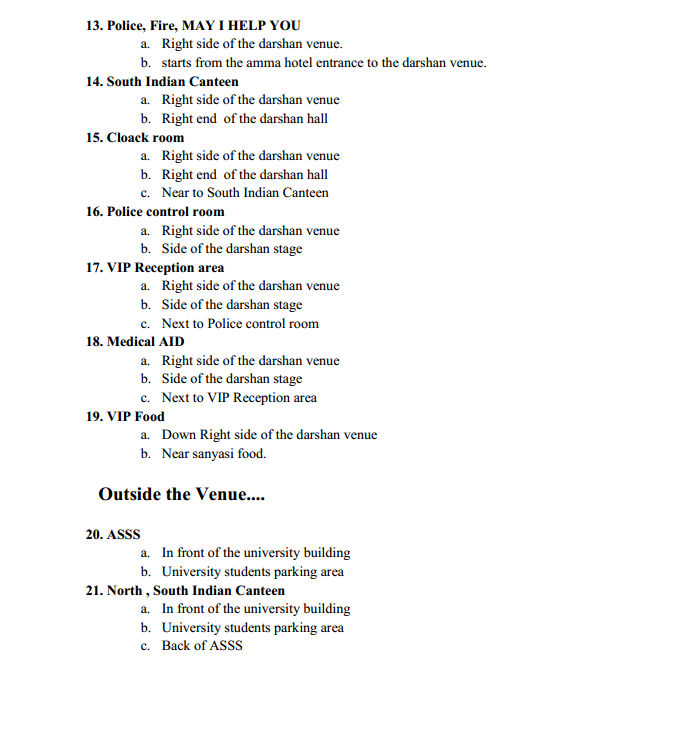 13. Police, Fire, MAY I HELP YOU
a. Right side of the darshan venue.
b. starts from the amma hotel entrance to the darshan venue.
14. South Indian Canteen
a. Right side of the darshan venue
b. Right end of the darshan hall
15. Cloack room
a. Right side of the darshan venue
b. Right end of the darshan hall
c. Near to South Indian Canteen
16. Police control room
a. Right side of the darshan venue
b. Side of the darshan stage
17. VIP Reception area
a. Right side of the darshan venue
b. Side of the darshan stage
c. Next to Police control room
18. Medical AID
a. Right side of the darshan venue
b. Side of the darshan stage
c. Next to VIP Reception area
19. VIP Food
a. Down Right side of the darshan venue
b. Near sanyasi food.
Outside the Venue....
20. ASSS
a. In front of the university building
b. University students parking area
21. North , South Indian Canteen
a. In front of the university building
b. University students parking area
c. Back of ASSS